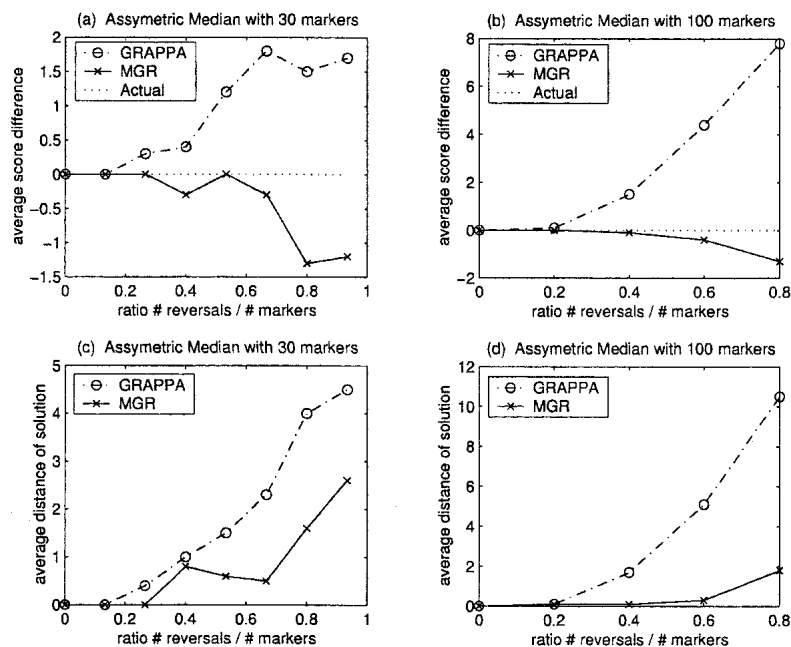 (a) Assymetric Median with 30 markers
GRAPPA
MGR
Actual
average score difference
2
1.5
1
0.5
0
−0.5
−1
−1.5
0 0.2 0.4 0.6 0.8 1
ratio # reversals / # markers
(b) Assymetric Median with 100 markers
GRAPPA
MGR
Actual
average score difference
8
6
4
2
0
−2
0 0.2 0.4 0.6 0.8
ratio # reversals / # markers
(c) Assymetric Median with 30 markers
GRAPPA
MGR
average distance of solution
5
4
3
2
1
0
0 0.2 0.4 0.6 0.8 1
ratio # reversals / # markers
(d) Assymetric Median with 100 markers
GRAPPA
MGR
average distance of solution
12
10
8
6
4
2
0
0 0.2 0.4 0.6 0.8
ratio # reversals / # markers